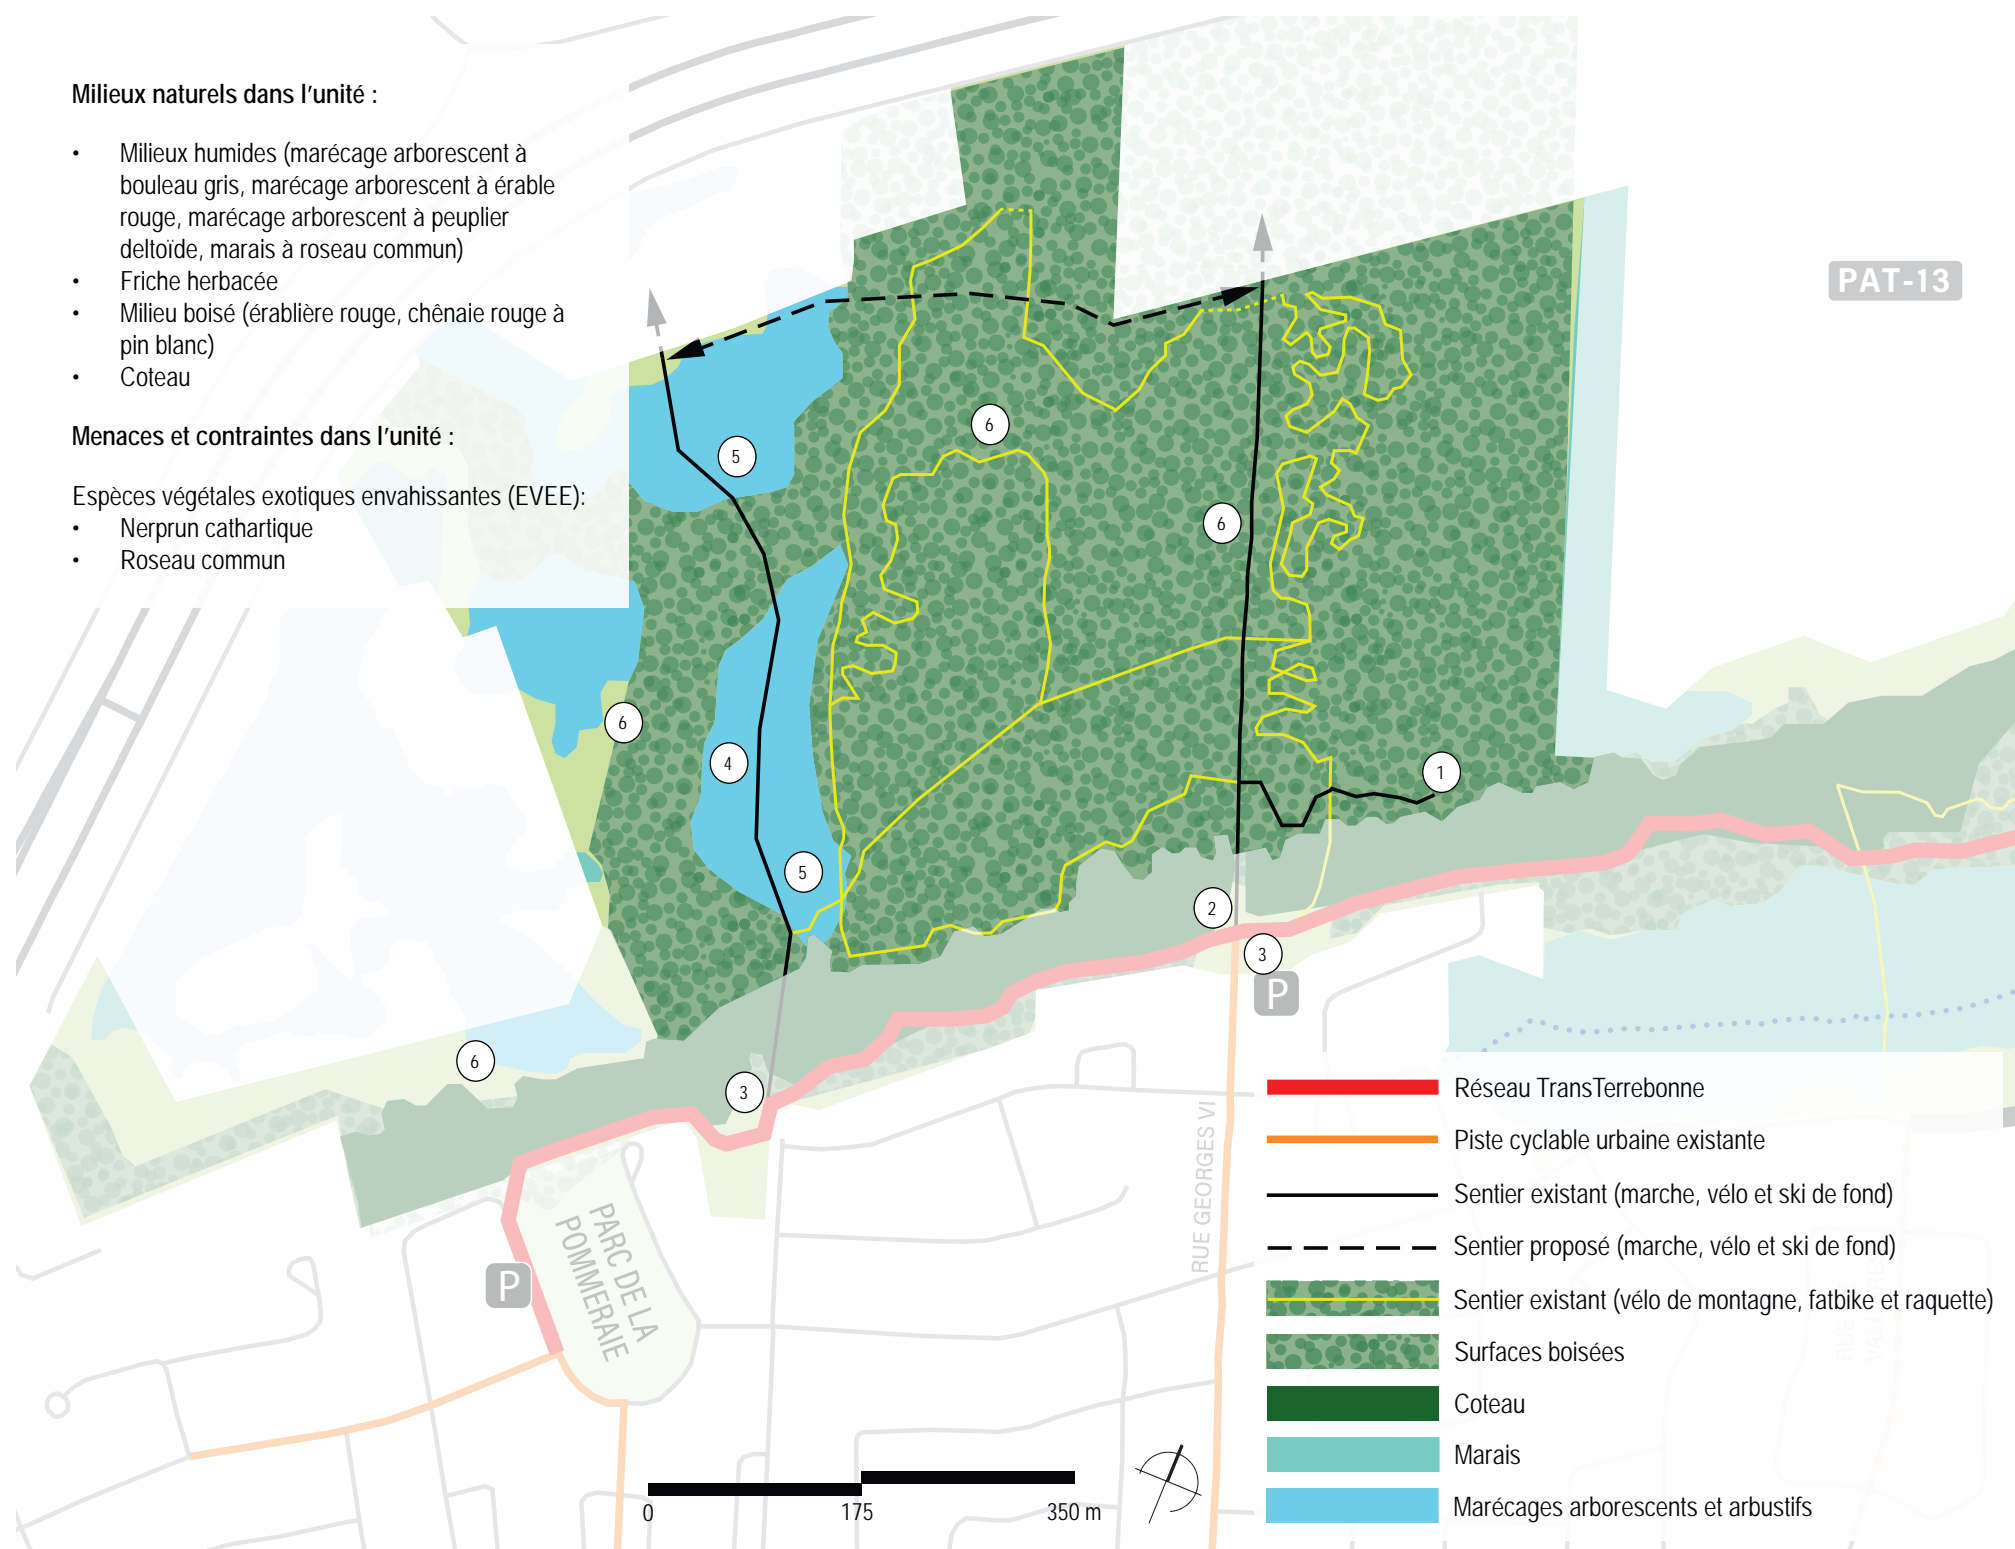 Milieux naturels dans l'unité :
• Milieux humides (marécage arborescent à
bouleau gris, marécage arborescent à érable
rouge, marécage arborescent à peuplier
deltoïde, marais à roseau commun)
• Friche herbacée
• Milieu boisé (érablière rouge, chênaie rouge à
pin blanc)
• Coteau
Menaces et contraintes dans l'unité :
Espèces végétales exotiques envahissantes (EVEE):
• Nerprun cathartique
• Roseau commun
PAT-13
6
5
6
6
4
1
5
2
3
P
6
3
P
PARC DE LA
POMMERAIE
RUE GEORGES VI
Réseau TransTerrebonne
Piste cyclable urbaine existante
Sentier existant (marche, vélo et ski de fond)
Sentier proposé (marche, vélo et ski de fond)
Sentier existant (vélo de montagne, fatbike et raquette)
Surfaces boisées
Coteau
Marais
Marécages arborescents et arbustifs
0 175 350 m